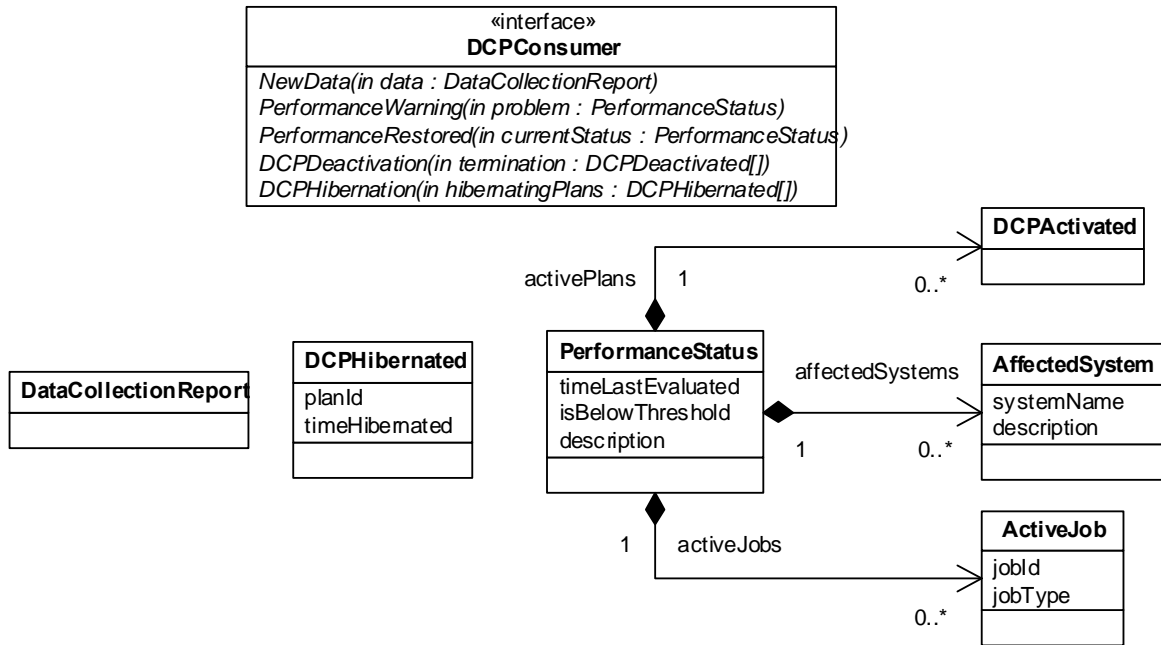 «interface»
DCPConsumer
NewData(in data : DataCollectionReport)
PerformanceWarning(in problem : PerformanceStatus)
PerformanceRestored(in currentStatus : PerformanceStatus)
DCPDeactivation(in termination : DCPDeactivated[])
DCPHibernation(in hibernatingPlans : DCPHibernated[])
DCPActivated
activePlans
1
0..*
DataCollectionReport
DCPHibernated
planId
timeHibernated
PerformanceStatus
timeLastEvaluated
isBelowThreshold
description
affectedSystems
1
0..*
AffectedSystem
systemName
description
1
activeJobs
0..*
ActiveJob
jobId
jobType